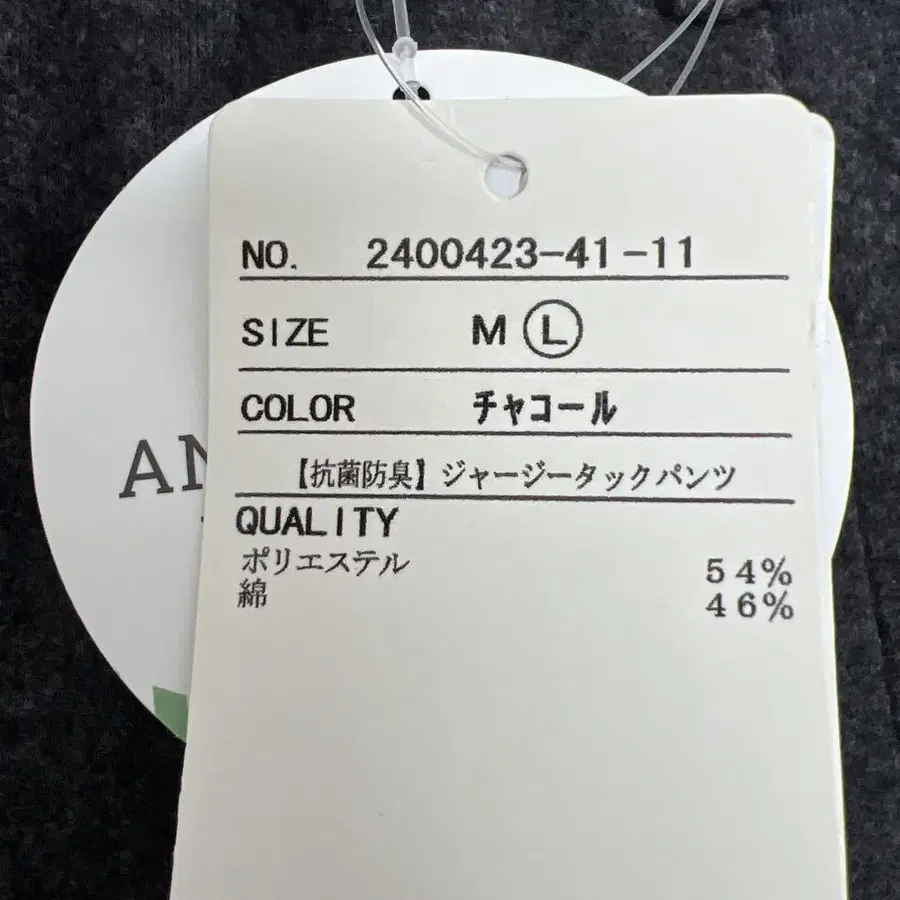 NO. 2400423-41-11
SIZE M L
COLOR チャコール
【抗菌防臭】ジャージータックパンツ
QUALITY
ポリエステル 54%
綿 46%
AN